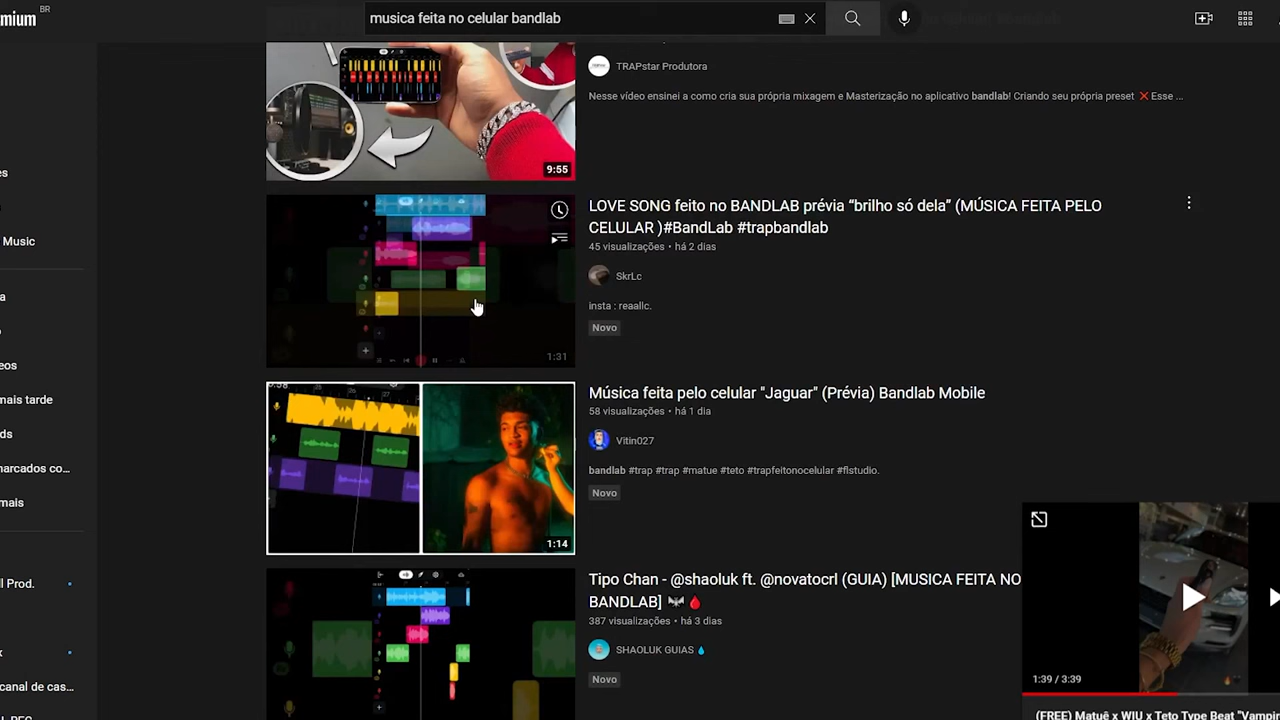 mium BR
musica feita no celular bandlab
TRAPstar Produtora
Nesse vídeo ensinei a como cria sua própria mixagem e Masterização no aplicativo bandlab! Criando seu própria preset ❌ Esse ...
9:55
LOVE SONG feito no BANDLAB prévia “brilho só dela” (MÚSICA FEITA PELO
CELULAR )#BandLab #trapbandlab
45 visualizações • há 2 dias
SkrLc
insta : reaallc.
Novo
1:31
Música feita pelo celular "Jaguar" (Prévia) Bandlab Mobile
58 visualizações • há 1 dia
Vitin027
bandlab #trap #trap #matue #teto #trapfeitonocelular #flstudio.
Novo
1:14
Tipo Chan - @shaoluk ft. @novatocrl (GUIA) [MUSICA FEITA NO
BANDLAB] 🦇🩸
387 visualizações • há 3 dias
SHAOLUK GUIAS 💧
Novo
es
Music
a
eos
mais tarde
ds
marcados co...
mais
ll Prod.
x
canal de cas...
1:39 / 3:39
(FREE) Matuê x WIU x Teto Type Beat "Vampi